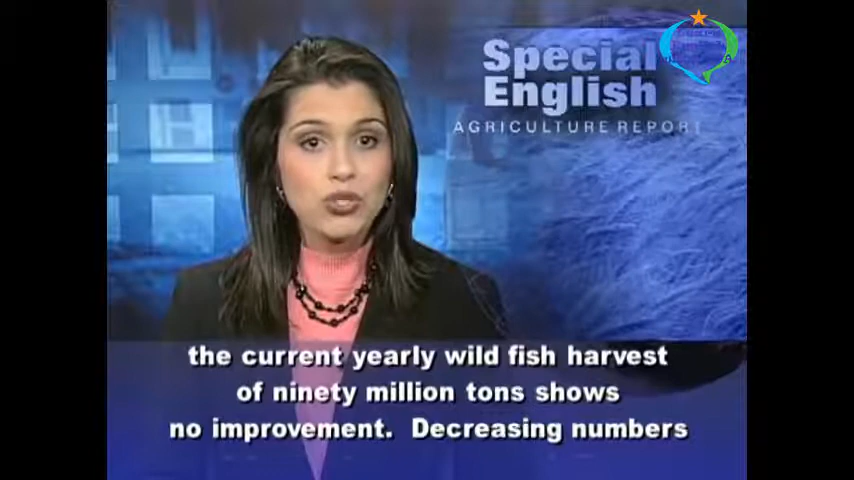 Special
English
AGRICULTURE REPORT
the current yearly wild fish harvest
of ninety million tons shows
no improvement. Decreasing numbers